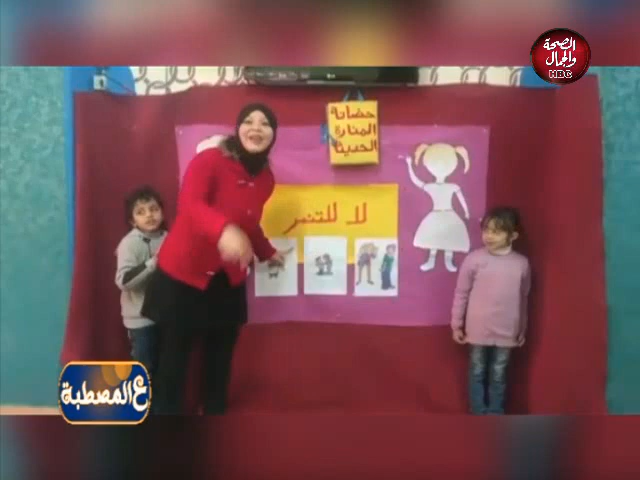 الصحة
والجمال
HBC
حضانة
المنارة
الحديثة
لا للتنمر
ع المصطبة